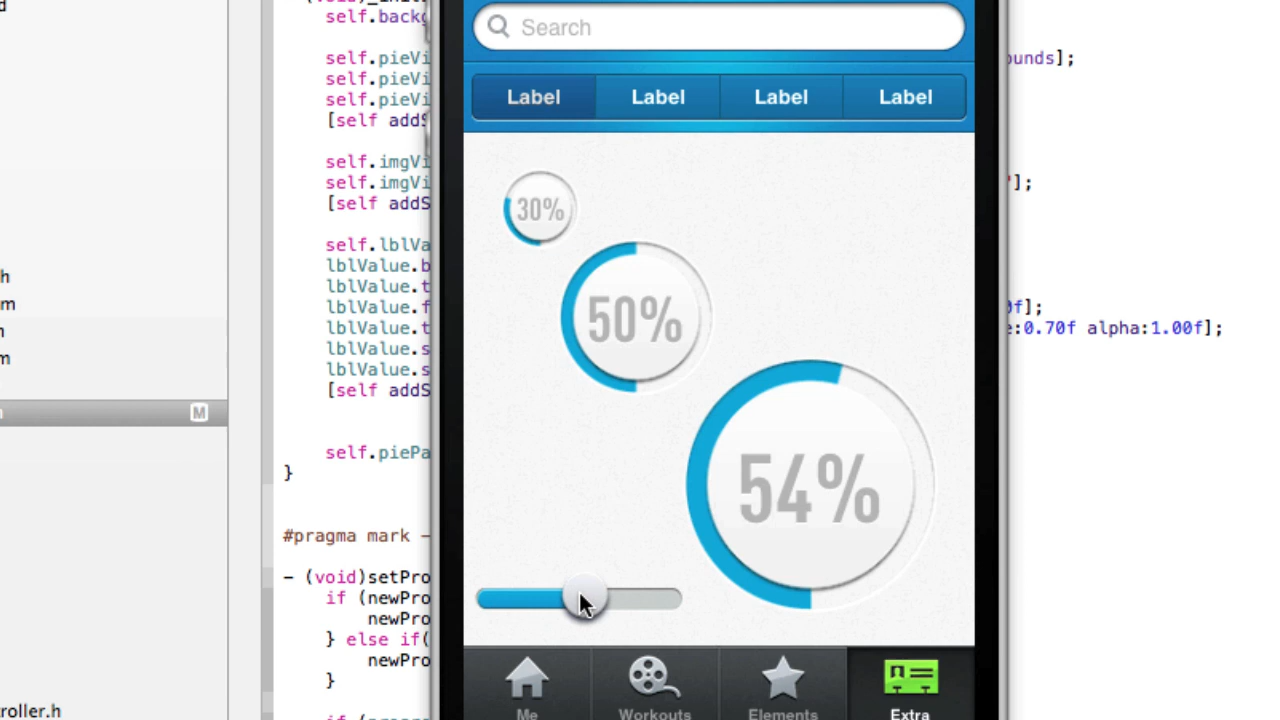 d
- (void)_init
self.backg
self.pieVi
ounds];
self.pieVi
self.pieVi
[self addS
self.imgVi
self.imgVi
"];
[self addS
self.lblVa
lblValue.b
lblValue.t
lblValue.f
0f];
lblValue.t
e:0.70f alpha:1.00f];
lblValue.s
lblValue.s
[self addS
self.piePa
}
#pragma mark -
- (void)setPro
if (newPro
newPro
} else if(
newPro
}
h
m
n
m
M
roller.h
Search
Label Label Label Label
30%
50%
54%
Me Workouts Elements Extra